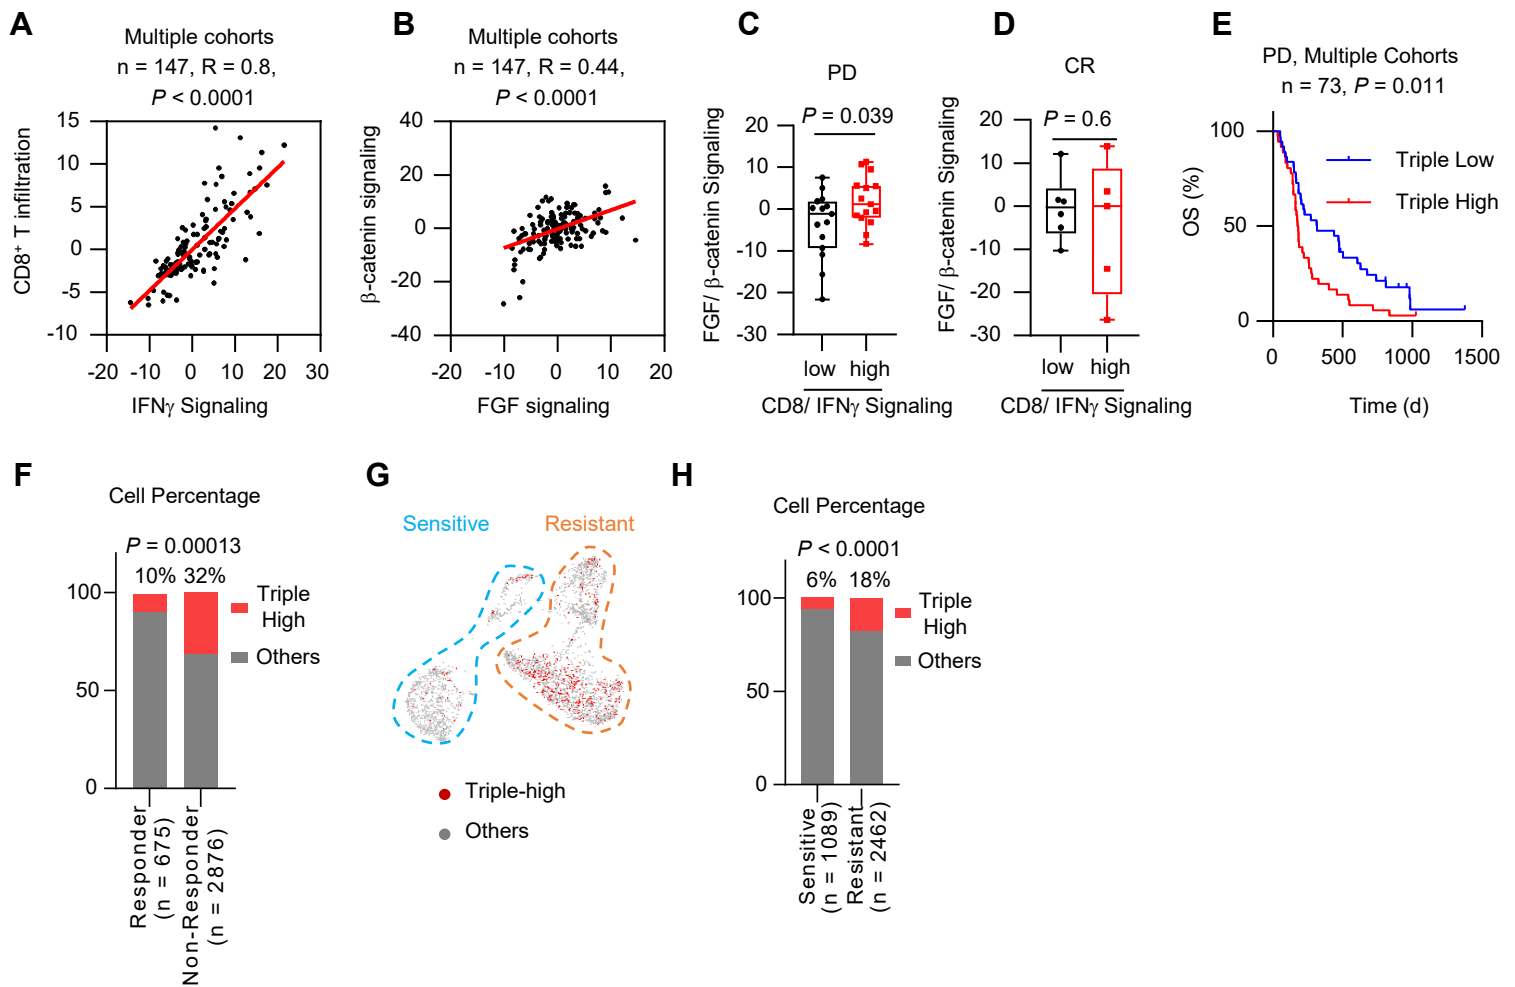 A
Multiple cohorts
n = 147, R = 0.8,
P < 0.0001
CD8⁺ T infiltration
15
10
5
0
-5
-10
-20 -10 0 10 20 30
IFNγ Signaling
B
Multiple cohorts
n = 147, R = 0.44,
P < 0.0001
β-catenin signaling
40
20
0
-20
-40
-20 -10 0 10 20
FGF signaling
C
PD
P = 0.039
FGF/ β-catenin Signaling
20
10
0
-10
-20
-30
low high
CD8/ IFNγ Signaling
D
CR
P = 0.6
FGF/ β-catenin Signaling
20
10
0
-10
-20
-30
low high
CD8/ IFNγ Signaling
E
PD, Multiple Cohorts
n = 73, P = 0.011
OS (%)
100
50
0
Triple Low
Triple High
0 500 1000 1500
Time (d)
F
Cell Percentage
P = 0.00013
10% 32%
100
50
0
Triple
High
Others
Responder
(n = 675)
Non-Responder
(n = 2876)
G
Sensitive Resistant
Triple-high
Others
H
Cell Percentage
P < 0.0001
6% 18%
100
50
0
Triple
High
Others
Sensitive
(n = 1089)
Resistant
(n = 2462)